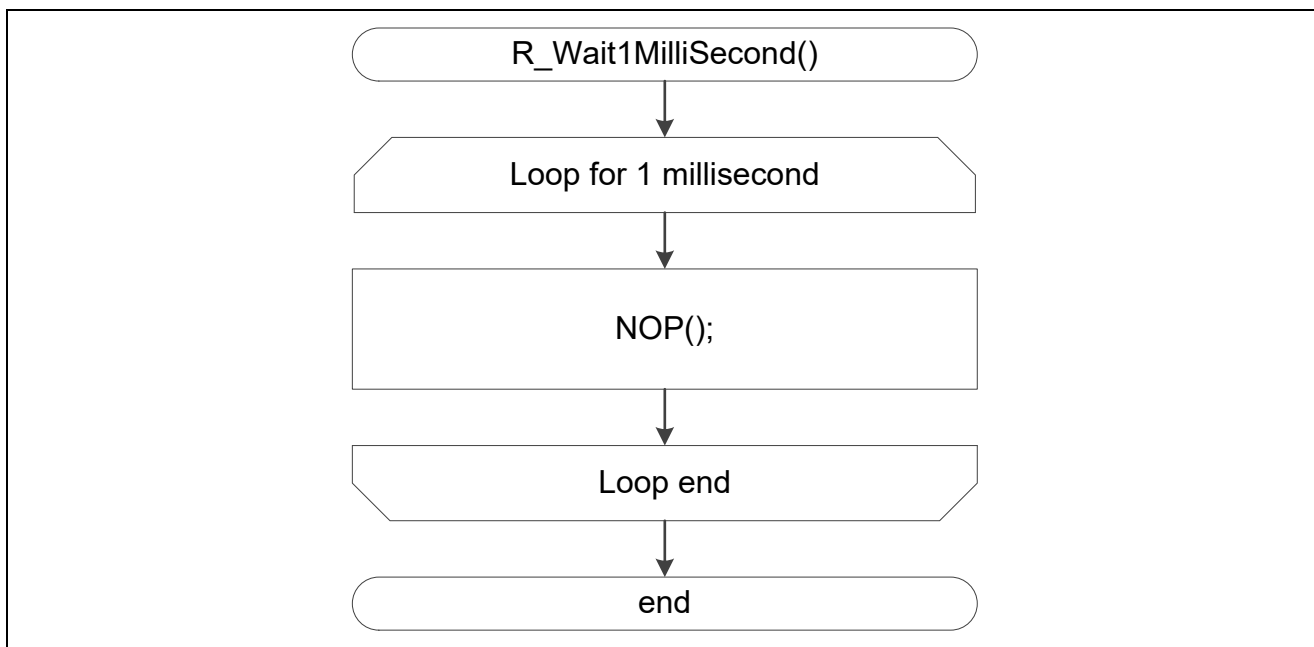 R_Wait1MilliSecond()
Loop for 1 millisecond
NOP();
Loop end
end